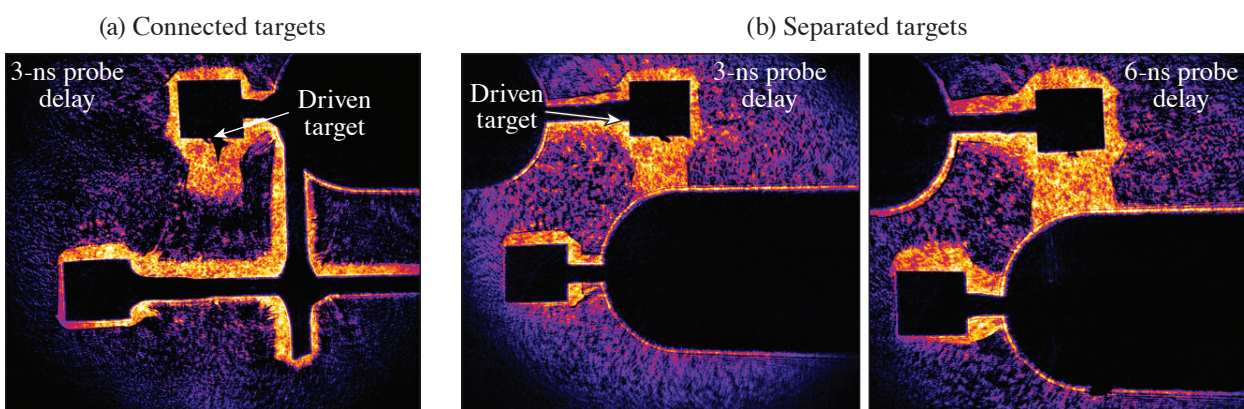 (a) Connected targets
(b) Separated targets
3-ns probe
delay
Driven
target
Driven
target
3-ns probe
delay
6-ns probe
delay